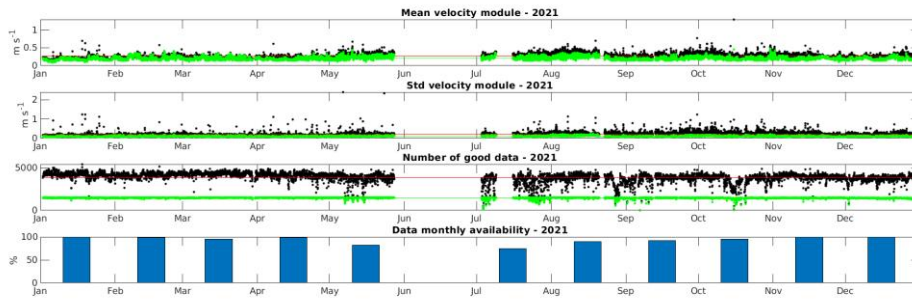 Mean velocity module - 2021
m s-1
1
0.5
0
Jan Feb Mar Apr May Jun Jul Aug Sep Oct Nov Dec
Std velocity module - 2021
m s-1
2
1
0
Jan Feb Mar Apr May Jun Jul Aug Sep Oct Nov Dec
Number of good data - 2021
5000
0
Jan Feb Mar Apr May Jun Jul Aug Sep Oct Nov Dec
Data monthly availability - 2021
%
100
50
0
Jan Feb Mar Apr May Jun Jul Aug Sep Oct Nov Dec